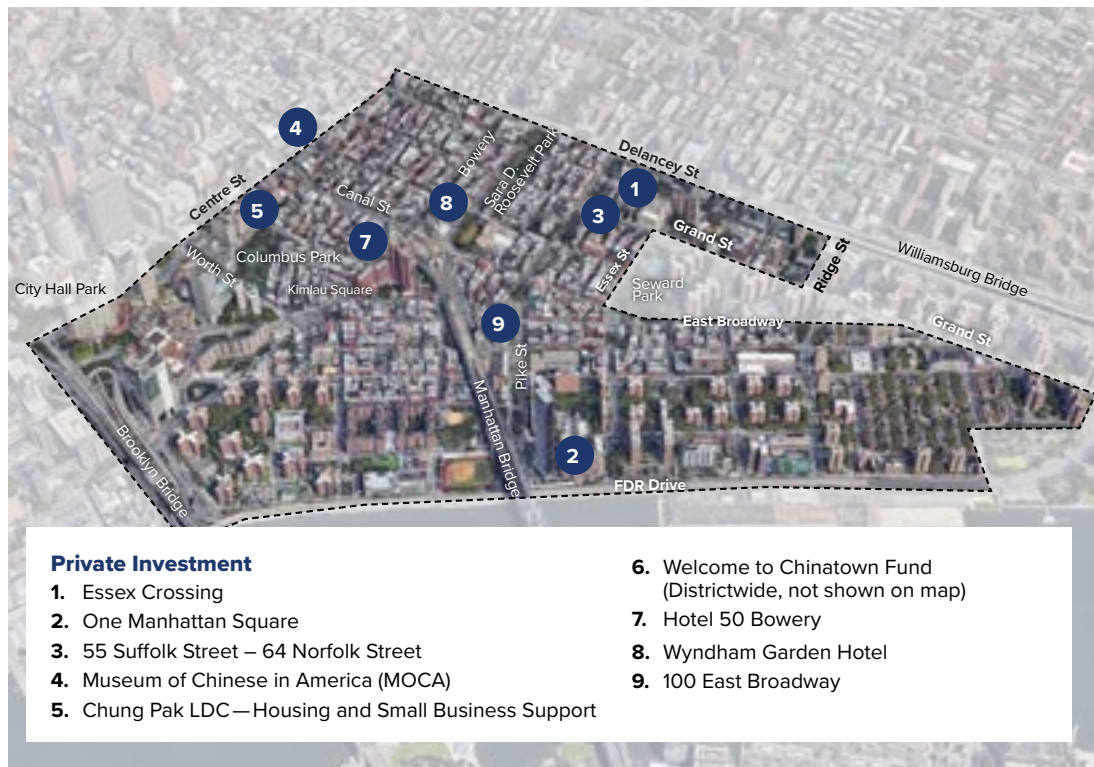 4
Delancey St
Bowery
Sara D.
Roosevelt Park
1
Centre St
Canal St
8
5
3
7
Grand St
Columbus Park
Worth St
Essex St
Ridge St
Williamsburg Bridge
City Hall Park
Kimlau Square
Seward
Park
9
East Broadway
Grand St
Pike St
Manhattan Bridge
Brooklyn Bridge
2
FDR Drive
Private Investment
1. Essex Crossing
2. One Manhattan Square
3. 55 Suffolk Street – 64 Norfolk Street
4. Museum of Chinese in America (MOCA)
5. Chung Pak LDC—Housing and Small Business Support
6. Welcome to Chinatown Fund
(Districtwide, not shown on map)
7. Hotel 50 Bowery
8. Wyndham Garden Hotel
9. 100 East Broadway